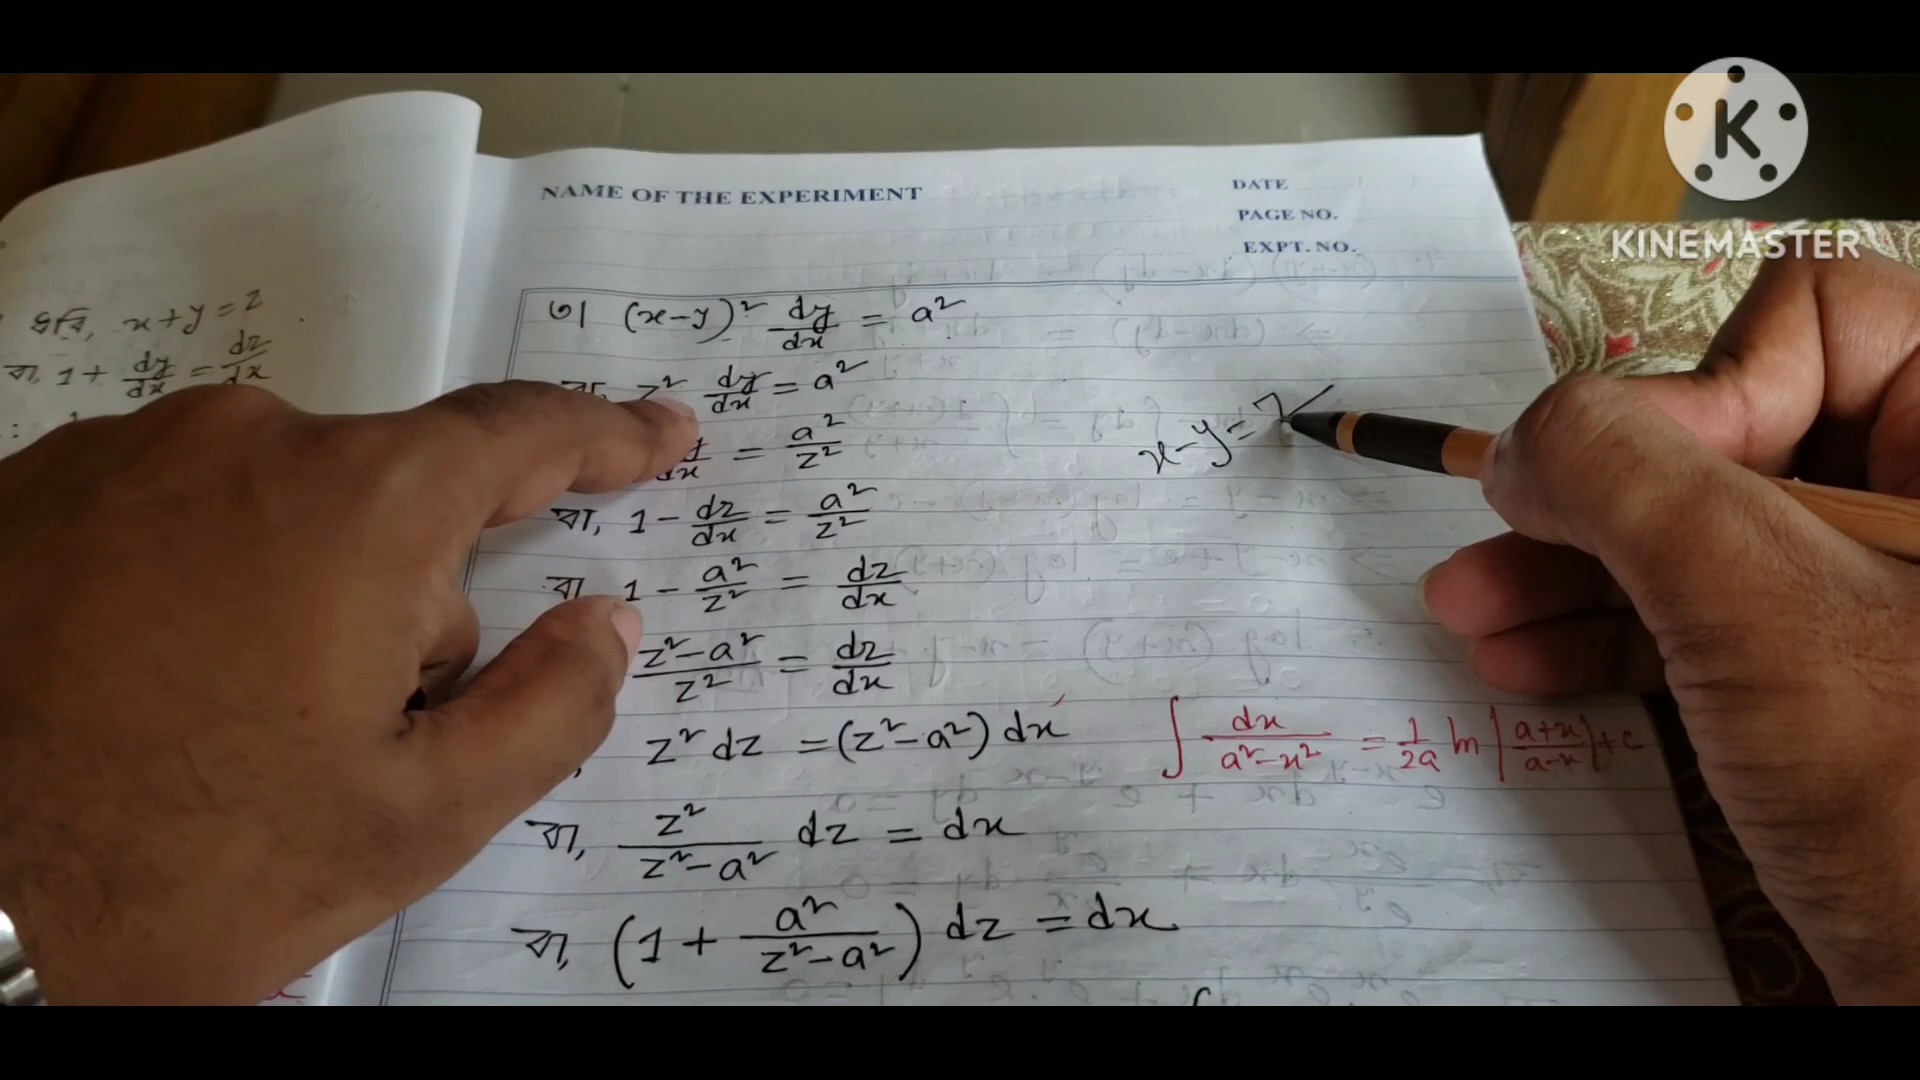 x+y=z
বা, 1+ dy/dx = dz/dx
NAME OF THE EXPERIMENT
DATE
PAGE NO.
EXPT. NO.
৩। (x-y)² dy/dx = a²
z² dy/dx = a²
= a²/z²
x-y=z
বা, 1- dz/dx = a²/z²
বা 1- a²/z² = dz/dx
z²-a²/z² = dz/dx
z² dz = (z²-a²) dx
∫ dx/a²-x² = 1/2a ln |a+x/a-x| +c
বা, z²/z²-a² dz = dx
বা, (1+ a²/z²-a²) dz = dx
K
KINEMASTER